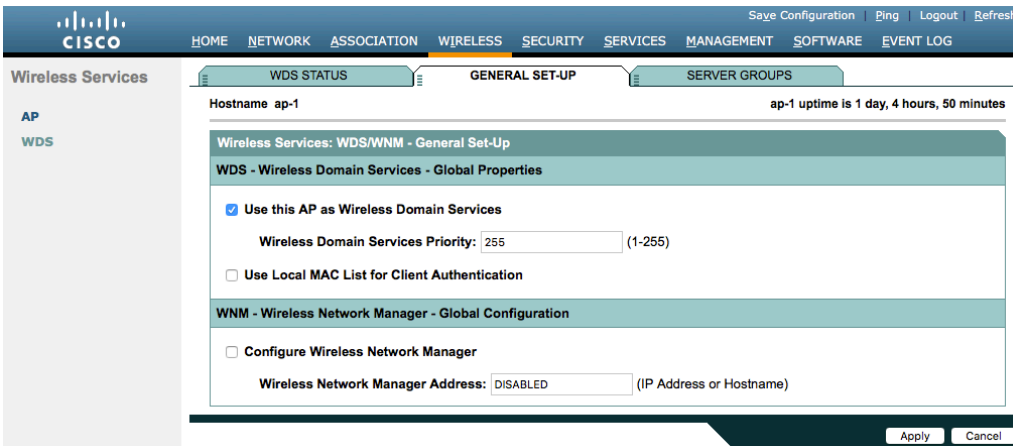 Save Configuration | Ping | Logout | Refresh
CISCO
HOME NETWORK ASSOCIATION WIRELESS SECURITY SERVICES MANAGEMENT SOFTWARE EVENT LOG
Wireless Services
AP
WDS
WDS STATUS GENERAL SET-UP SERVER GROUPS
Hostname ap-1 ap-1 uptime is 1 day, 4 hours, 50 minutes
Wireless Services: WDS/WNM - General Set-Up
WDS - Wireless Domain Services - Global Properties
Use this AP as Wireless Domain Services
Wireless Domain Services Priority: 255 (1-255)
Use Local MAC List for Client Authentication
WNM - Wireless Network Manager - Global Configuration
Configure Wireless Network Manager
Wireless Network Manager Address: DISABLED (IP Address or Hostname)
Apply Cancel